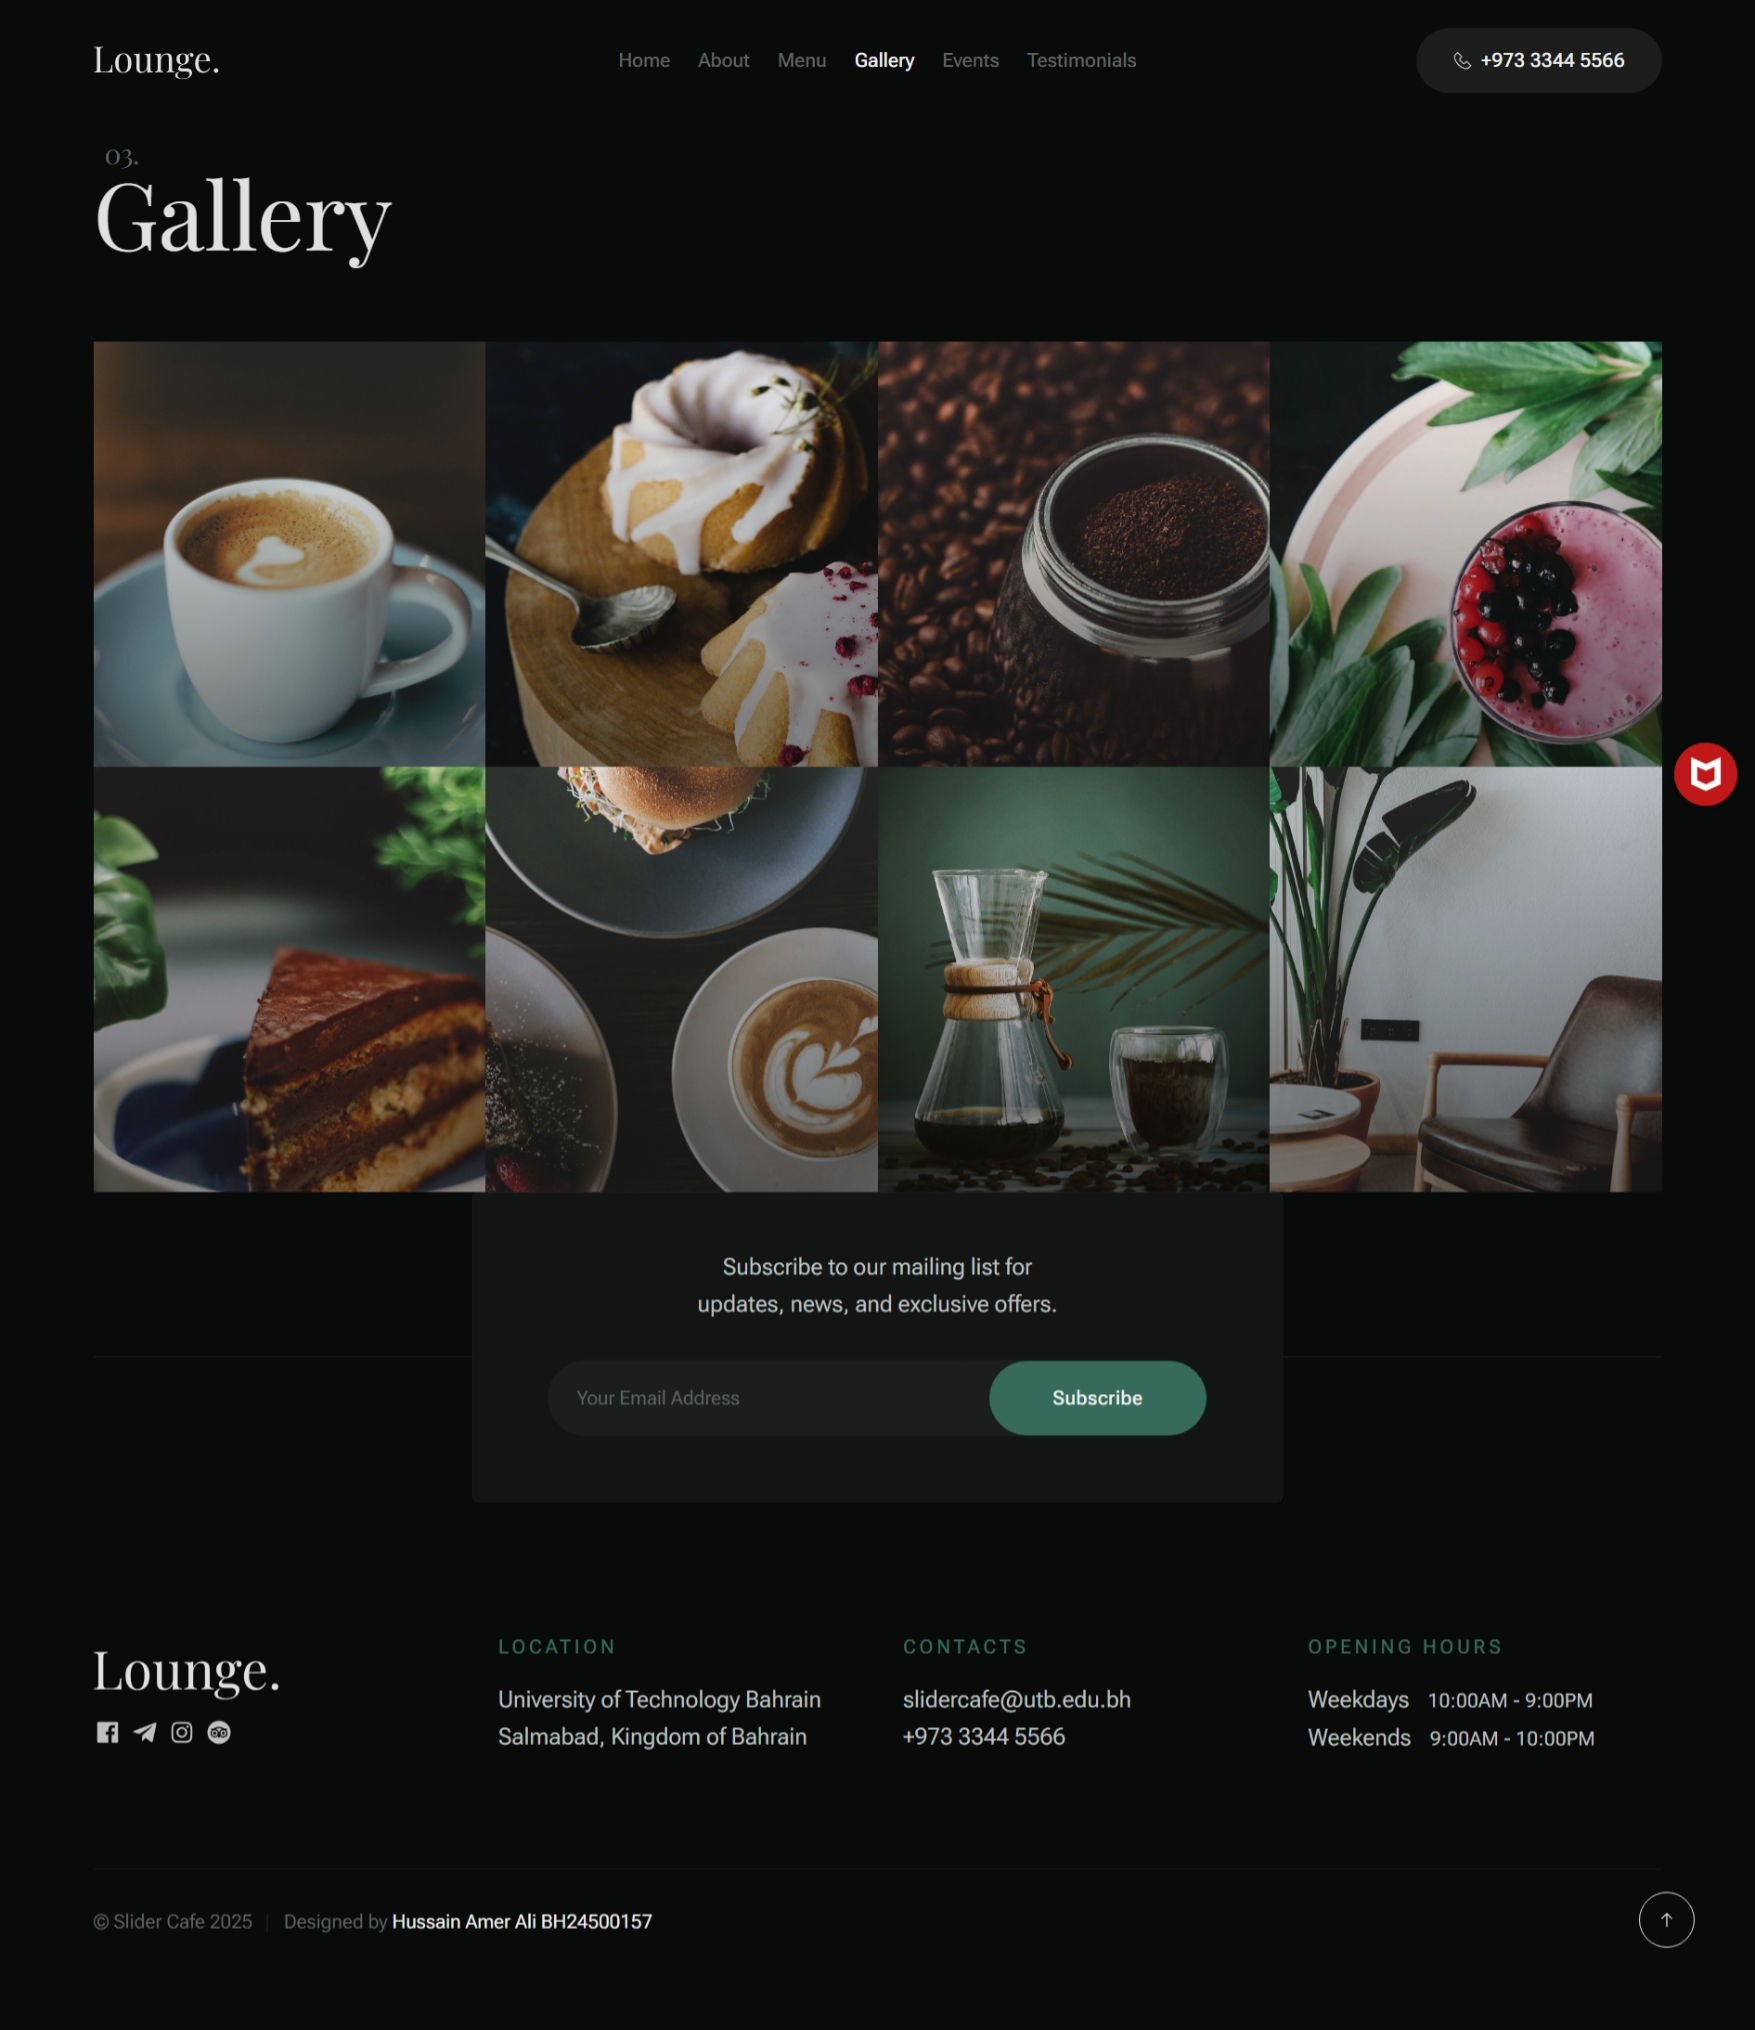 Lounge.
Home About Menu Gallery Events Testimonials
+973 3344 5566
03.
Gallery
Subscribe to our mailing list for
updates, news, and exclusive offers.
Your Email Address
Subscribe
Lounge.
LOCATION
University of Technology Bahrain
Salmabad, Kingdom of Bahrain
CONTACTS
slidercafe@utb.edu.bh
+973 3344 5566
OPENING HOURS
Weekdays 10:00AM - 9:00PM
Weekends 9:00AM - 10:00PM
© Slider Cafe 2025 | Designed by Hussain Amer Ali BH24500157